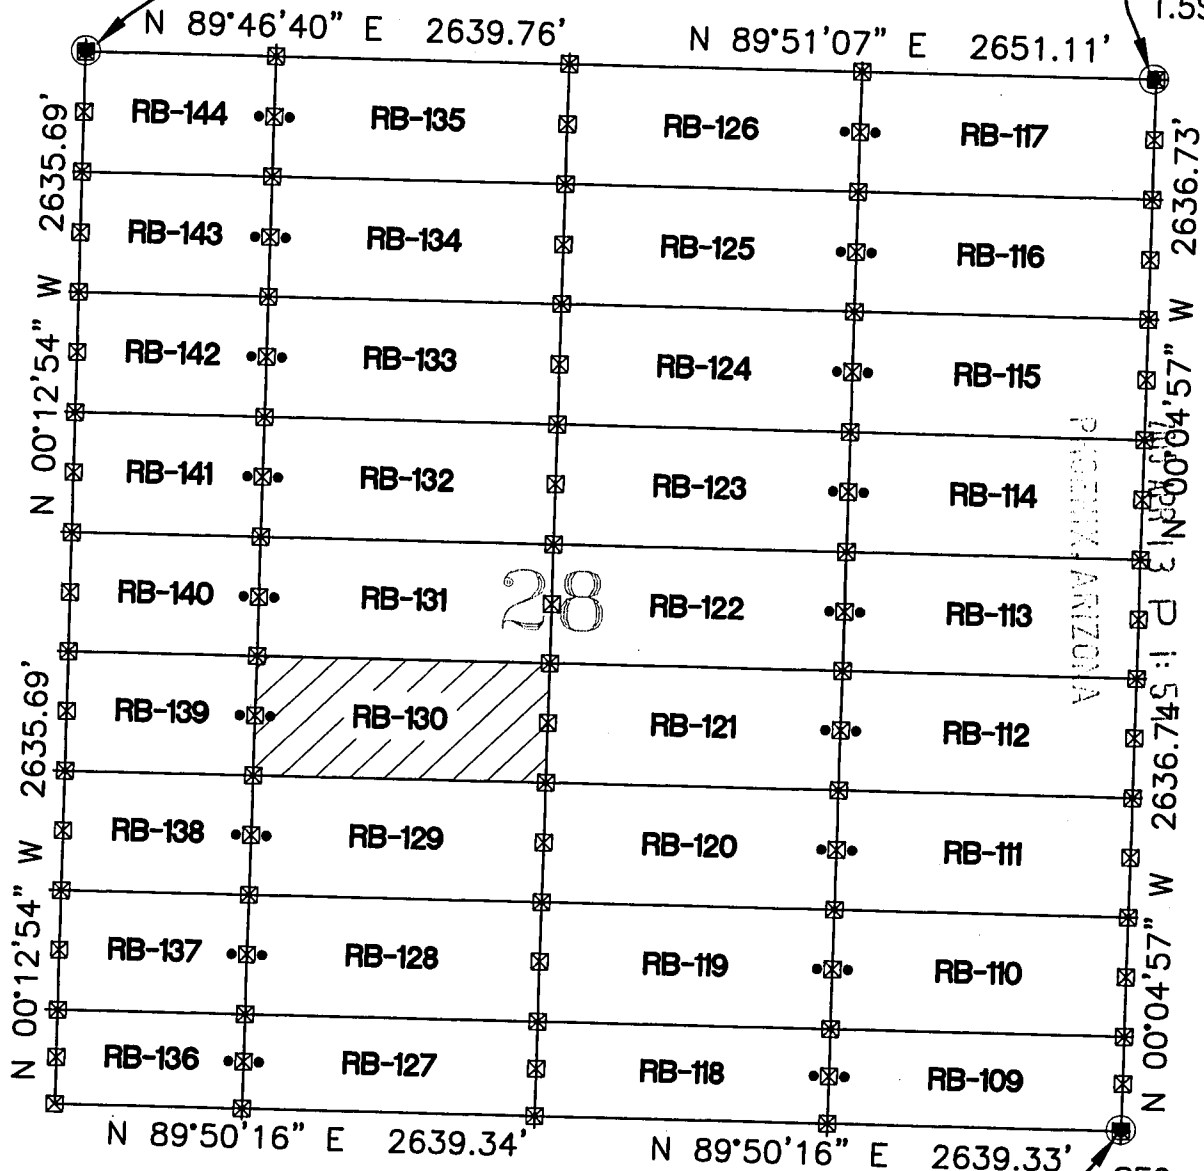 N 89°46'40" E 2639.76' N 89°51'07" E 2651.11'
RB-144 RB-135 RB-126 RB-117
2635.69' 2636.73'
RB-143 RB-134 RB-125 RB-116
N 00°12'54" W N 00°04'57" W
RB-142 RB-133 RB-124 RB-115
RB-141 RB-132 RB-123 RB-114
RB-140 RB-131 28 RB-122 RB-113
PHOENIX, ARIZONA
RB-139 RB-130 RB-121 RB-112
2635.69'
RB-138 RB-129 RB-120 RB-111
N 00°12'54" W N 00°04'57" W
RB-137 RB-128 RB-119 RB-110
RB-136 RB-127 RB-118 RB-109
N 89°50'16" E 2639.34' N 89°50'16" E 2639.33'